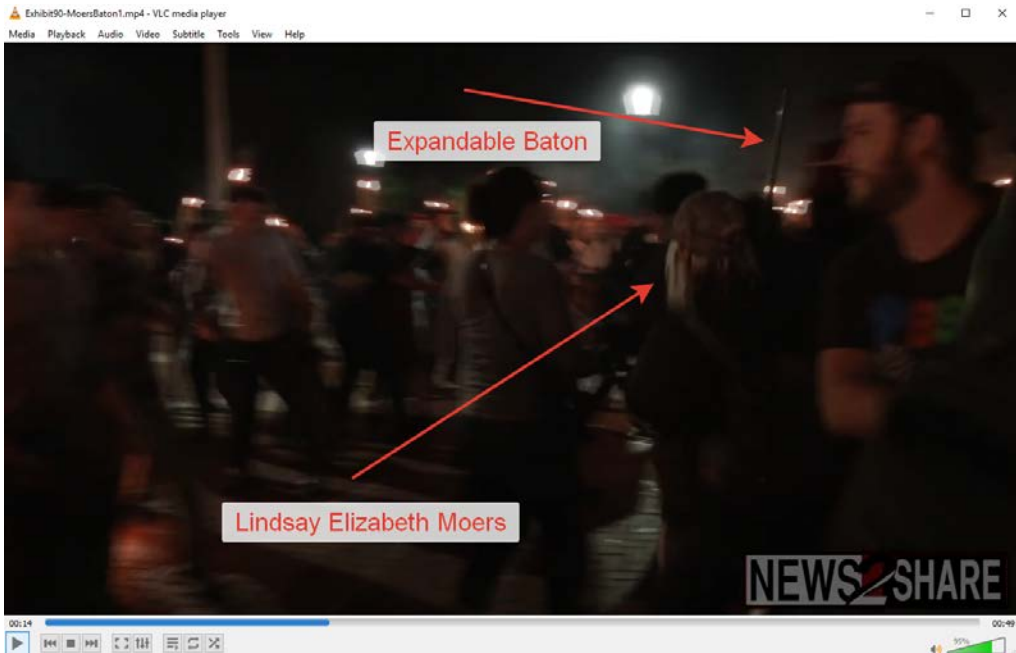 Exhibit90-MoersBaton1.mp4 - VLC media player
Media Playback Audio Video Subtitle Tools View Help
Expandable Baton
Lindsay Elizabeth Moers
NEWS2SHARE
00:14 00:49
95%